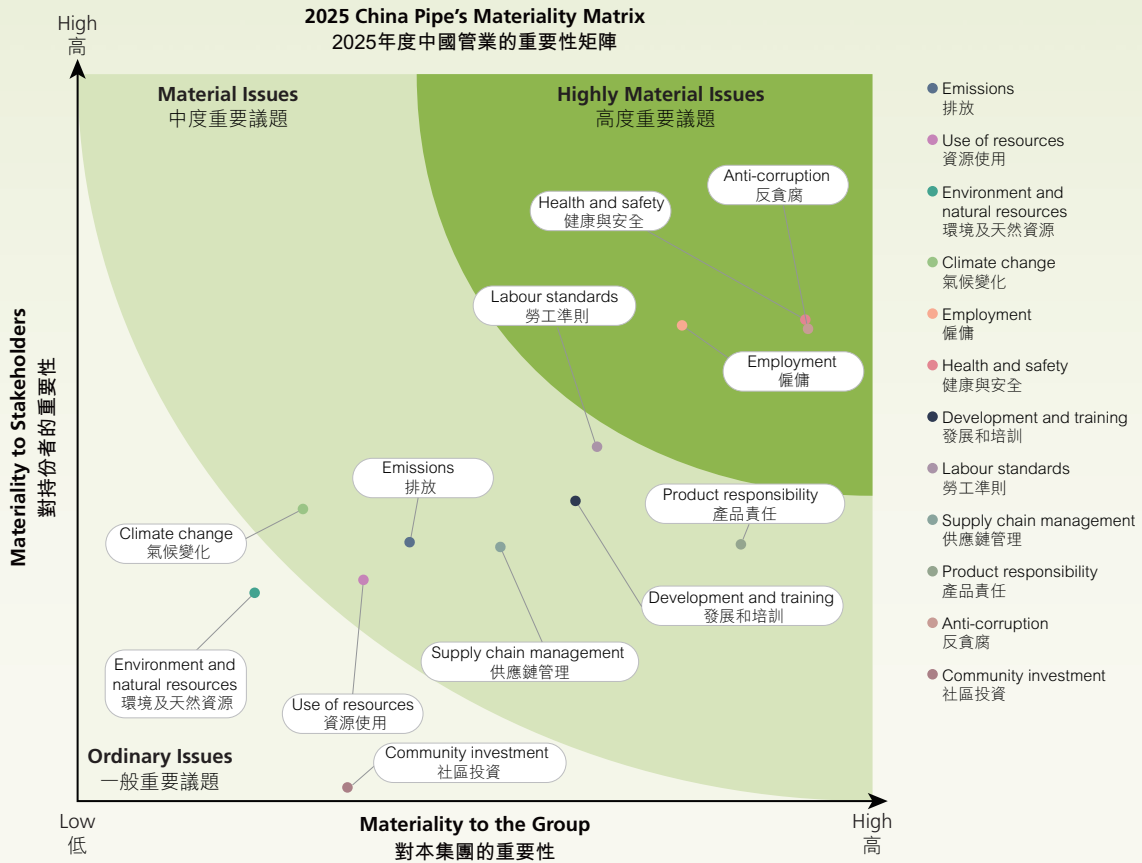 2025 China Pipe's Materiality Matrix
2025年度中國管業的重要性矩陣
High
高
Material Issues
中度重要議題
Highly Material Issues
高度重要議題
Anti-corruption
反貪腐
Health and safety
健康與安全
Labour standards
勞工準則
Employment
僱傭
Emissions
排放
Product responsibility
產品責任
Climate change
氣候變化
Development and training
發展和培訓
Supply chain management
供應鏈管理
Environment and
natural resources
環境及天然資源
Use of resources
資源使用
Community investment
社區投資
Ordinary Issues
一般重要議題
Materiality to Stakeholders
對持份者的重要性
Low
低
Materiality to the Group
對本集團的重要性
High
高
Emissions
排放
Use of resources
資源使用
Environment and
natural resources
環境及天然資源
Climate change
氣候變化
Employment
僱傭
Health and safety
健康與安全
Development and training
發展和培訓
Labour standards
勞工準則
Supply chain management
供應鏈管理
Product responsibility
產品責任
Anti-corruption
反貪腐
Community investment
社區投資